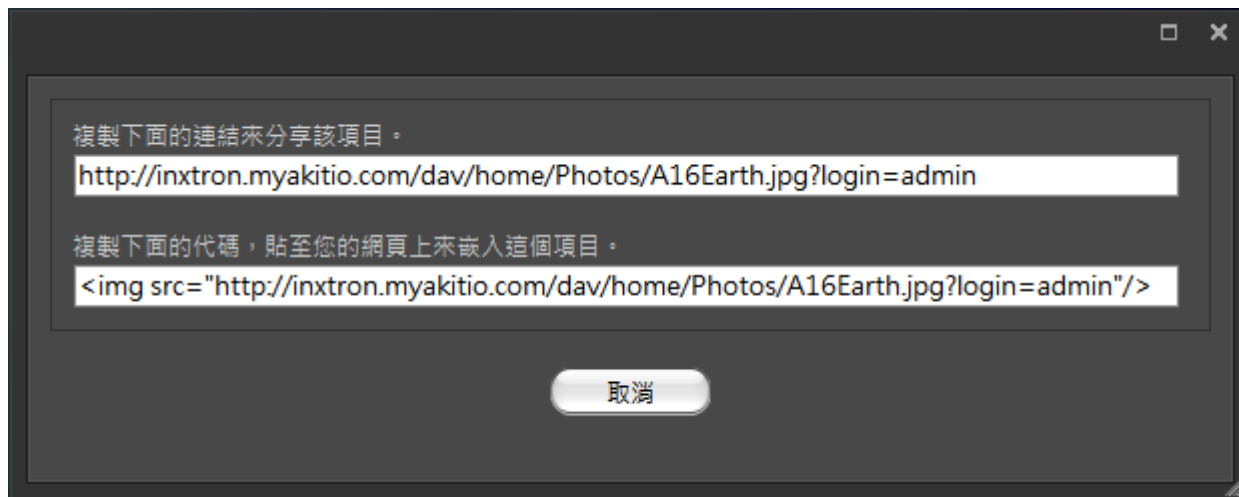 複製下面的連結來分享該項目。
http://inxtron.myakitio.com/dav/home/Photos/A16Earth.jpg?login=admin
複製下面的代碼，貼至您的網頁上來嵌入這個項目。
<img src="http://inxtron.myakitio.com/dav/home/Photos/A16Earth.jpg?login=admin"/>
取消